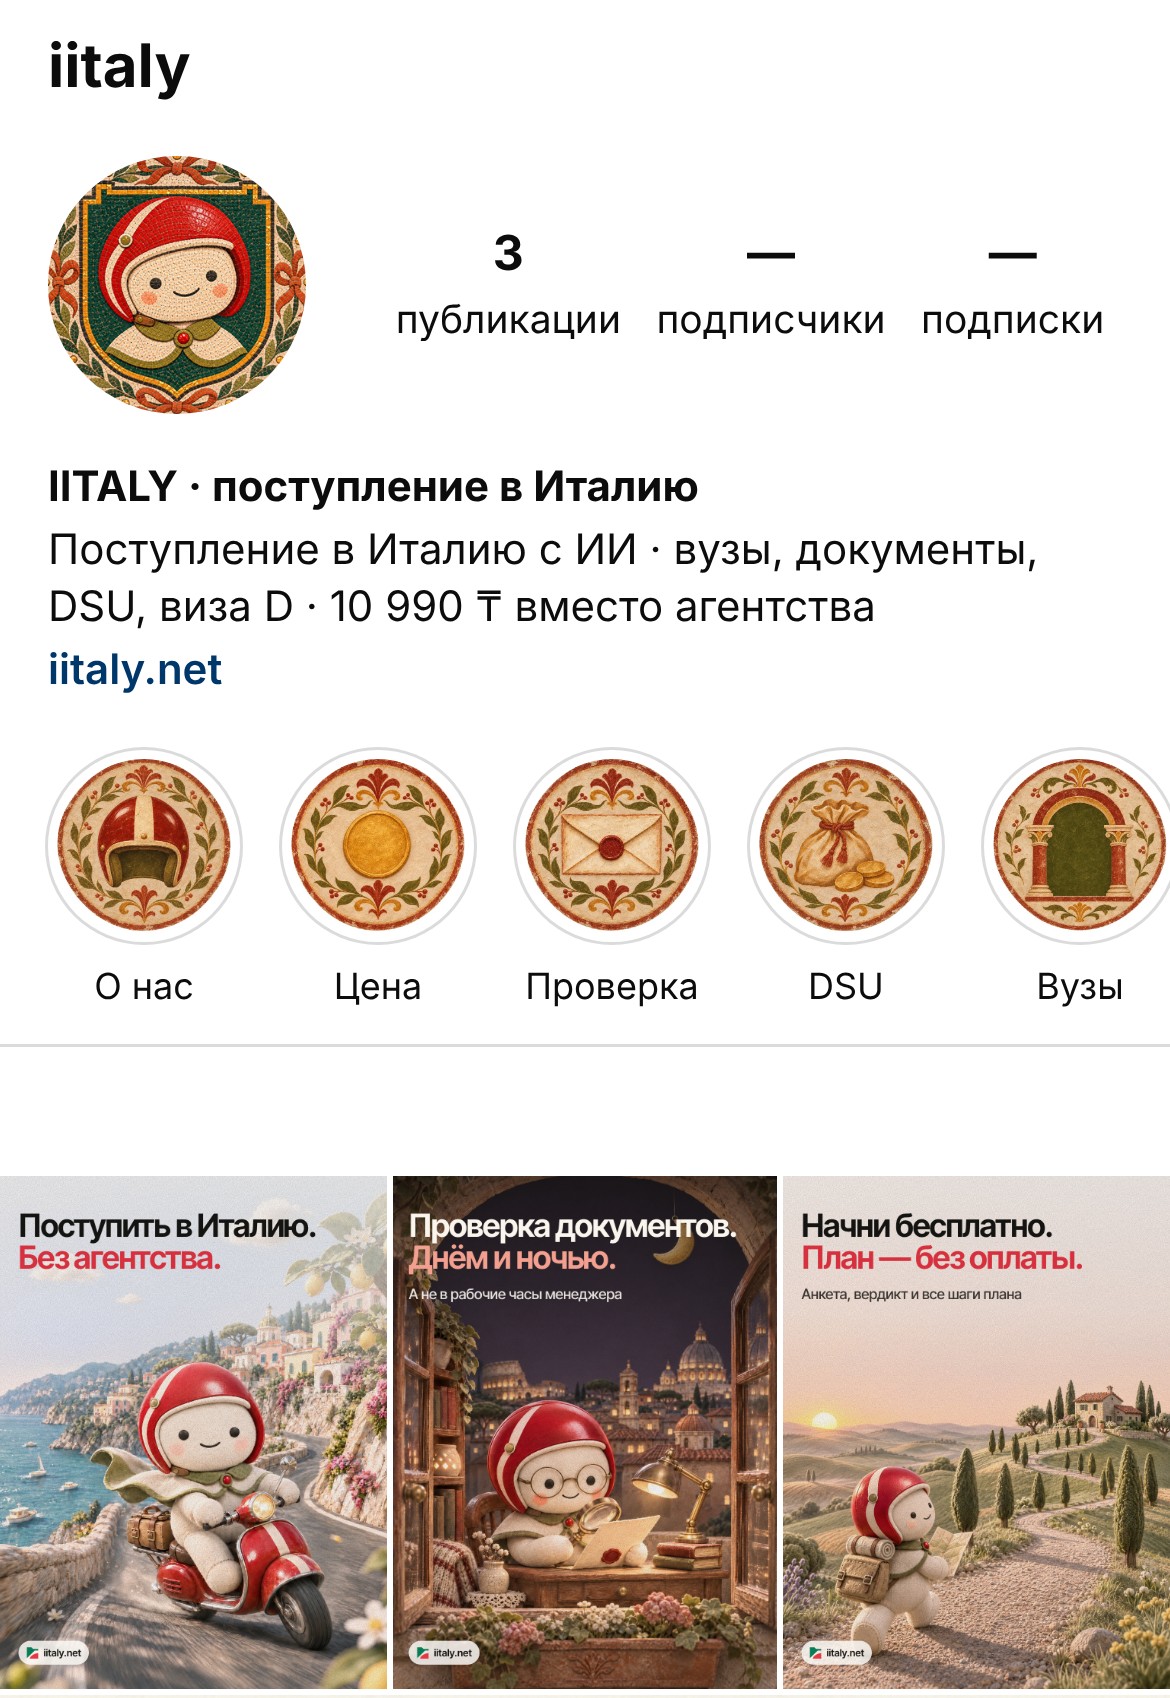 iitaly
3
—
—
публикации
подписчики
подписки
IITALY · поступление в Италию
Поступление в Италию с ИИ · вузы, документы,
DSU, виза D · 10 990 ₸ вместо агентства
iitaly.net
О нас
Цена
Проверка
DSU
Вузы
Поступить в Италию.
Без агентства.
iitaly.net
Проверка документов.
Днём и ночью.
А не в рабочие часы менеджера
iitaly.net
Начни бесплатно.
План — без оплаты.
Анкета, вердикт и все шаги плана
iitaly.net